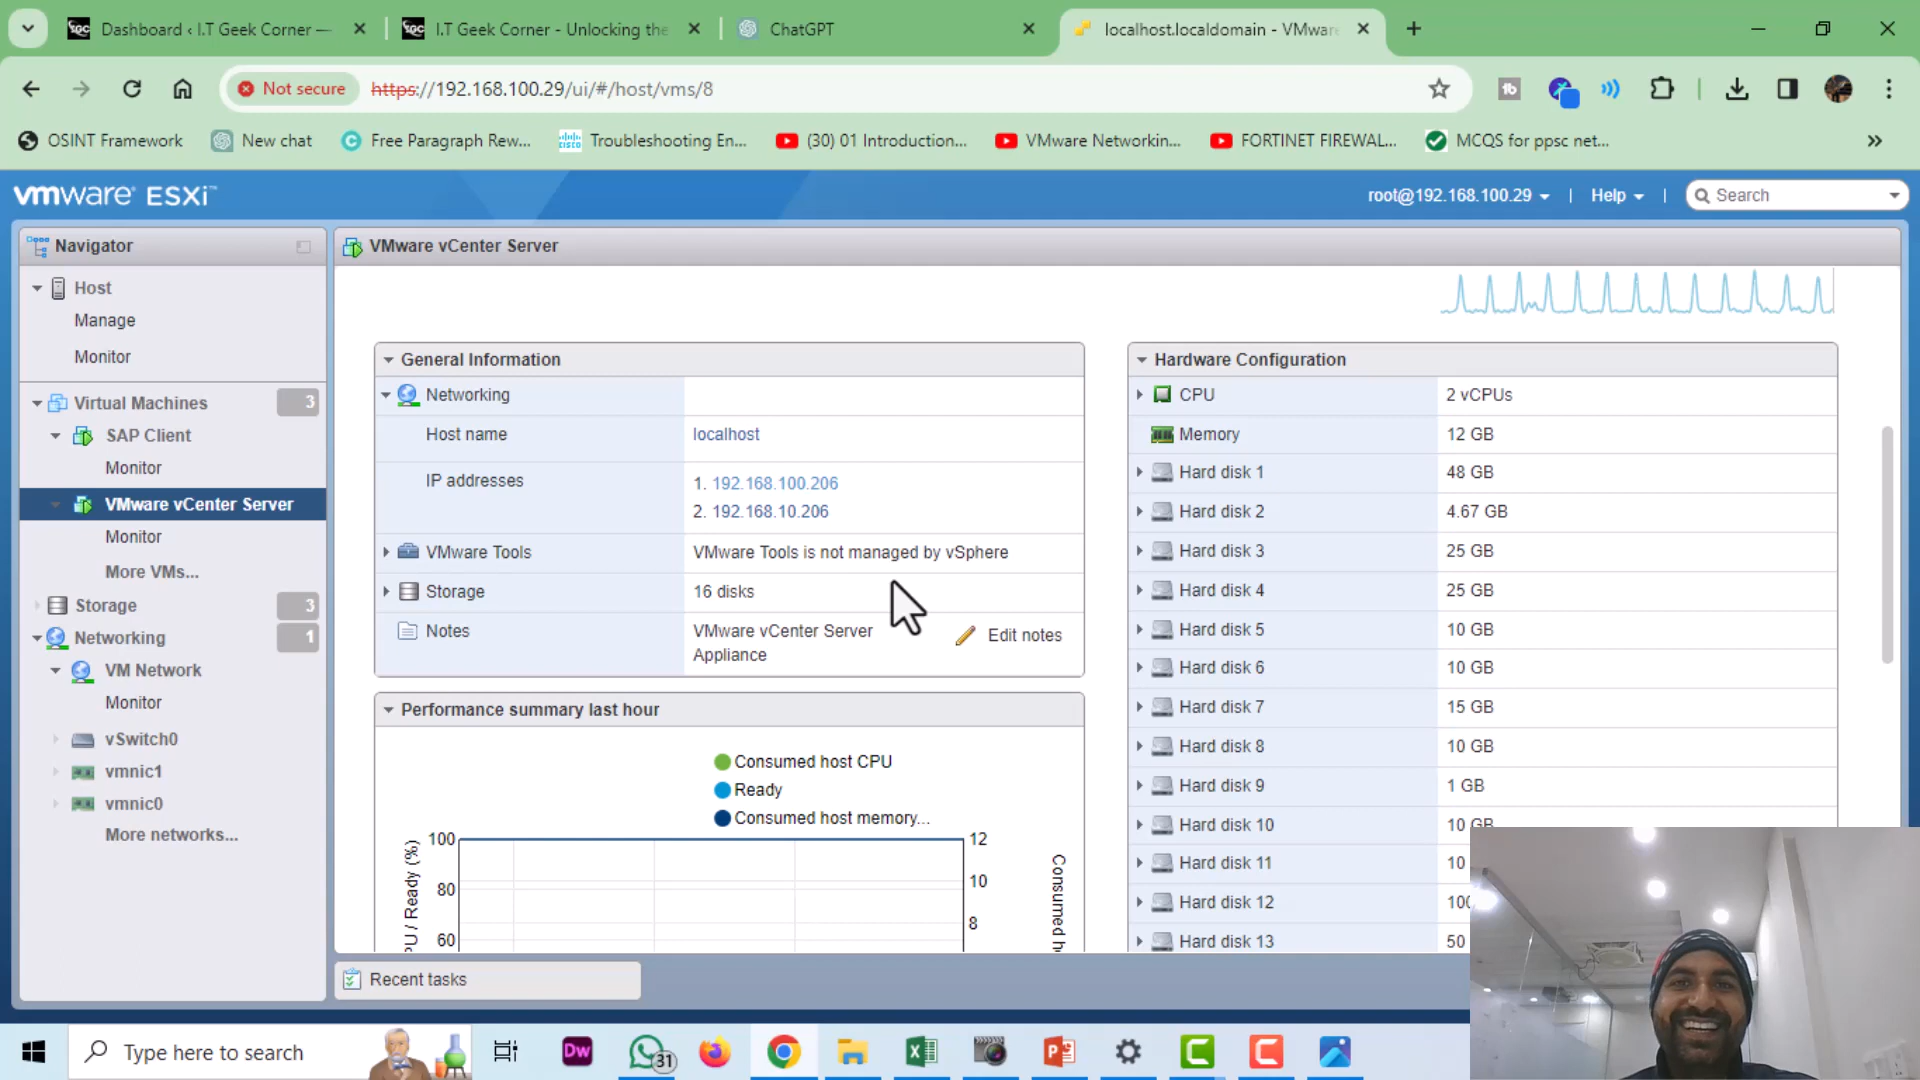 Dashboard ‹ I.T Geek Corner —
I.T Geek Corner - Unlocking the
ChatGPT
localhost.localdomain - VMware
Not secure
https://192.168.100.29/ui/#/host/vms/8
OSINT Framework
New chat
Free Paragraph Rew...
Troubleshooting En...
(30) 01 Introduction...
VMware Networkin...
FORTINET FIREWAL...
MCQS for ppsc net...
vmware ESXi
root@192.168.100.29
Help
Search
Navigator
VMware vCenter Server
Host
Manage
Monitor
Virtual Machines 3
SAP Client
Monitor
VMware vCenter Server
Monitor
More VMs...
Storage 3
Networking 1
VM Network
Monitor
vSwitch0
vmnic1
vmnic0
More networks...
General Information
Networking
Host name localhost
IP addresses 1. 192.168.100.206
2. 192.168.10.206
VMware Tools VMware Tools is not managed by vSphere
Storage 16 disks
Notes VMware vCenter Server
Appliance
Edit notes
Performance summary last hour
Consumed host CPU
Ready
Consumed host memory...
100
80
60
12
10
8
PU / Ready (%)
Consumed h
Hardware Configuration
CPU 2 vCPUs
Memory 12 GB
Hard disk 1 48 GB
Hard disk 2 4.67 GB
Hard disk 3 25 GB
Hard disk 4 25 GB
Hard disk 5 10 GB
Hard disk 6 10 GB
Hard disk 7 15 GB
Hard disk 8 10 GB
Hard disk 9 1 GB
Hard disk 10 10 GB
Hard disk 11 10
Hard disk 12
Hard disk 13 50
Recent tasks
Type here to search
Dw
31